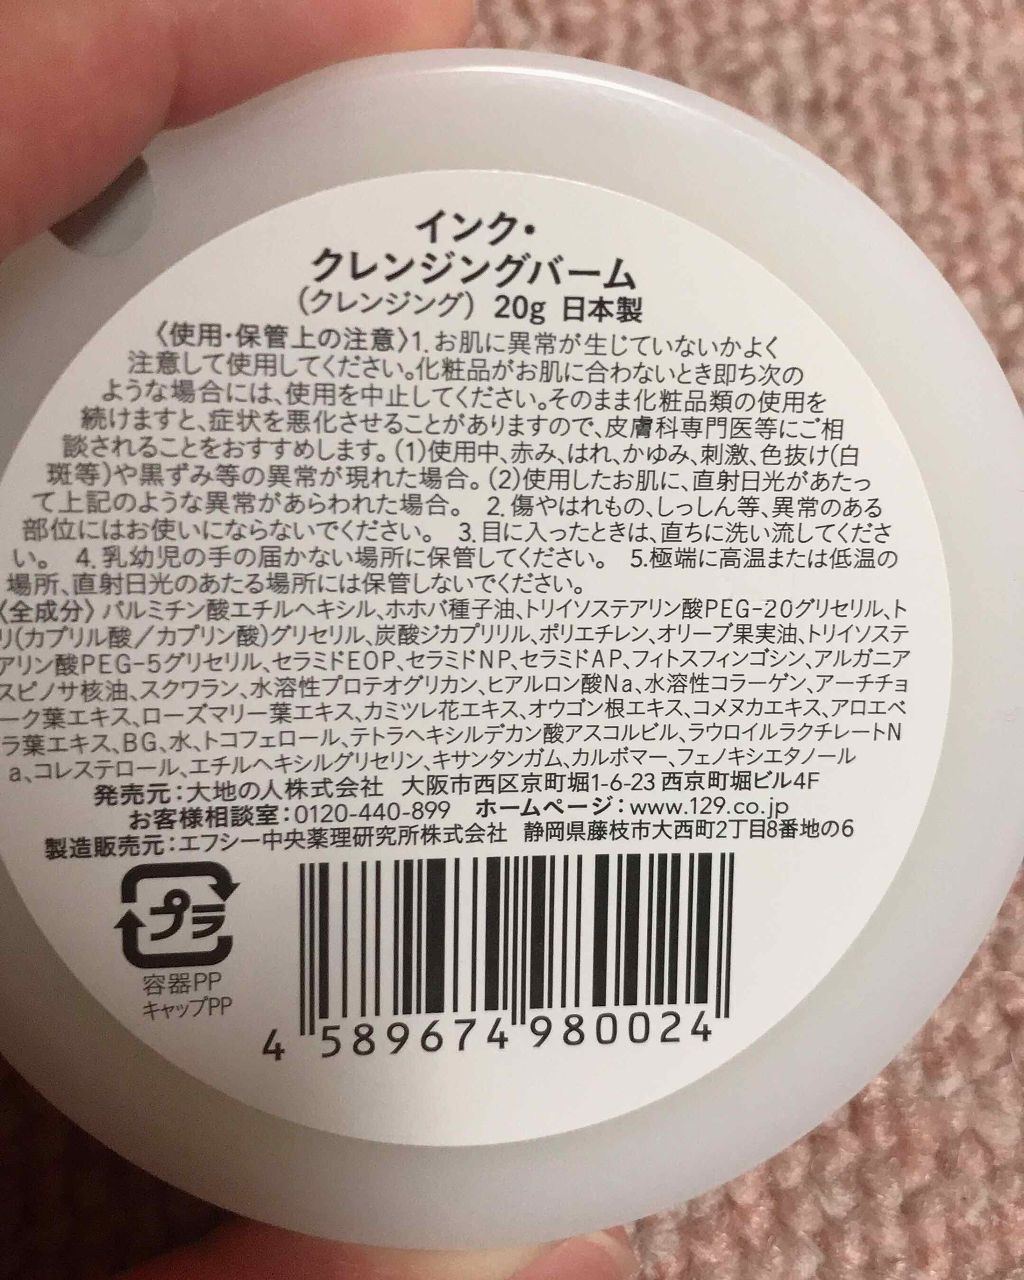 インク・
クレンジングバーム
(クレンジング) 20g 日本製
〈使用・保管上の注意〉1. お肌に異常が生じていないかよく
注意して使用してください。化粧品がお肌に合わないとき即ち次の
ような場合には、使用を中止してください。そのまま化粧品類の使用を
続けますと、症状を悪化させることがありますので、皮膚科専門医等にご相
談されることをおすすめします。(1)使用中、赤み、はれ、かゆみ、刺激、色抜け(白
斑等)や黒ずみ等の異常が現れた場合。(2)使用したお肌に、直射日光があたっ
て上記のような異常があらわれた場合。 2. 傷やはれもの、しっしん等、異常のある
部位にはお使いにならないでください。 3. 目に入ったときは、直ちに洗い流してくださ
い。 4. 乳幼児の手の届かない場所に保管してください。 5.極端に高温または低温の
場所、直射日光のあたる場所には保管しないでください。
〈全成分〉パルミチン酸エチルヘキシル、ホホバ種子油、トリイソステアリン酸PEG-20グリセリル、ト
リ(カプリル酸/カプリン酸)グリセリル、炭酸ジカプリリル、ポリエチレン、オリーブ果実油、トリイソステ
アリン酸PEG-5グリセリル、セラミドEOP、セラミドNP、セラミドAP、フィトスフィンゴシン、アルガニア
スピノサ核油、スクワラン、水溶性プロテオグリカン、ヒアルロン酸Na、水溶性コラーゲン、アーチチョ
ーク葉エキス、ローズマリー葉エキス、カミツレ花エキス、オウゴン根エキス、コメヌカエキス、アロエベ
ラ葉エキス、BG、水、トコフェロール、テトラヘキシルデカン酸アスコルビル、ラウロイルラクチレートN
a、コレステロール、エチルヘキシルグリセリン、キサンタンガム、カルボマー、フェノキシエタノール
発売元：大地の人株式会社 大阪市西区京町堀1-6-23 西京町堀ビル4F
お客様相談室：0120-440-899 ホームページ：www.129.co.jp
製造販売元：エフシー中央薬理研究所株式会社 静岡県藤枝市大西町2丁目8番地の6
プラ
容器PP
キャップPP
4 589674 980024